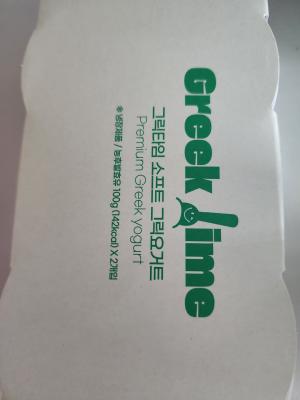 Greek Time
그릭타임 소프트 그릭요거트
Premium Greek yogurt
※ 냉장제품 / 농후발효유 100g (142kcal) X 2개입